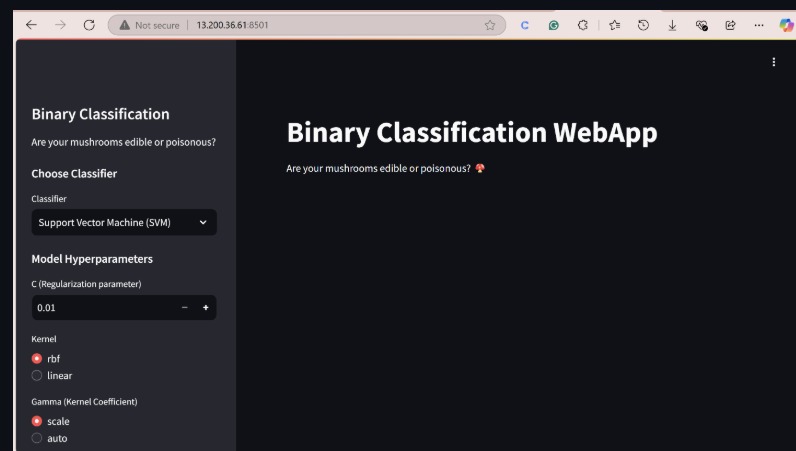 Not secure 13.200.36.61:8501
Binary Classification
Are your mushrooms edible or poisonous?
Choose Classifier
Classifier
Support Vector Machine (SVM)
Model Hyperparameters
C (Regularization parameter)
0.01
Kernel
rbf
linear
Gamma (Kernel Coefficient)
scale
auto
Binary Classification WebApp
Are your mushrooms edible or poisonous? 🍄